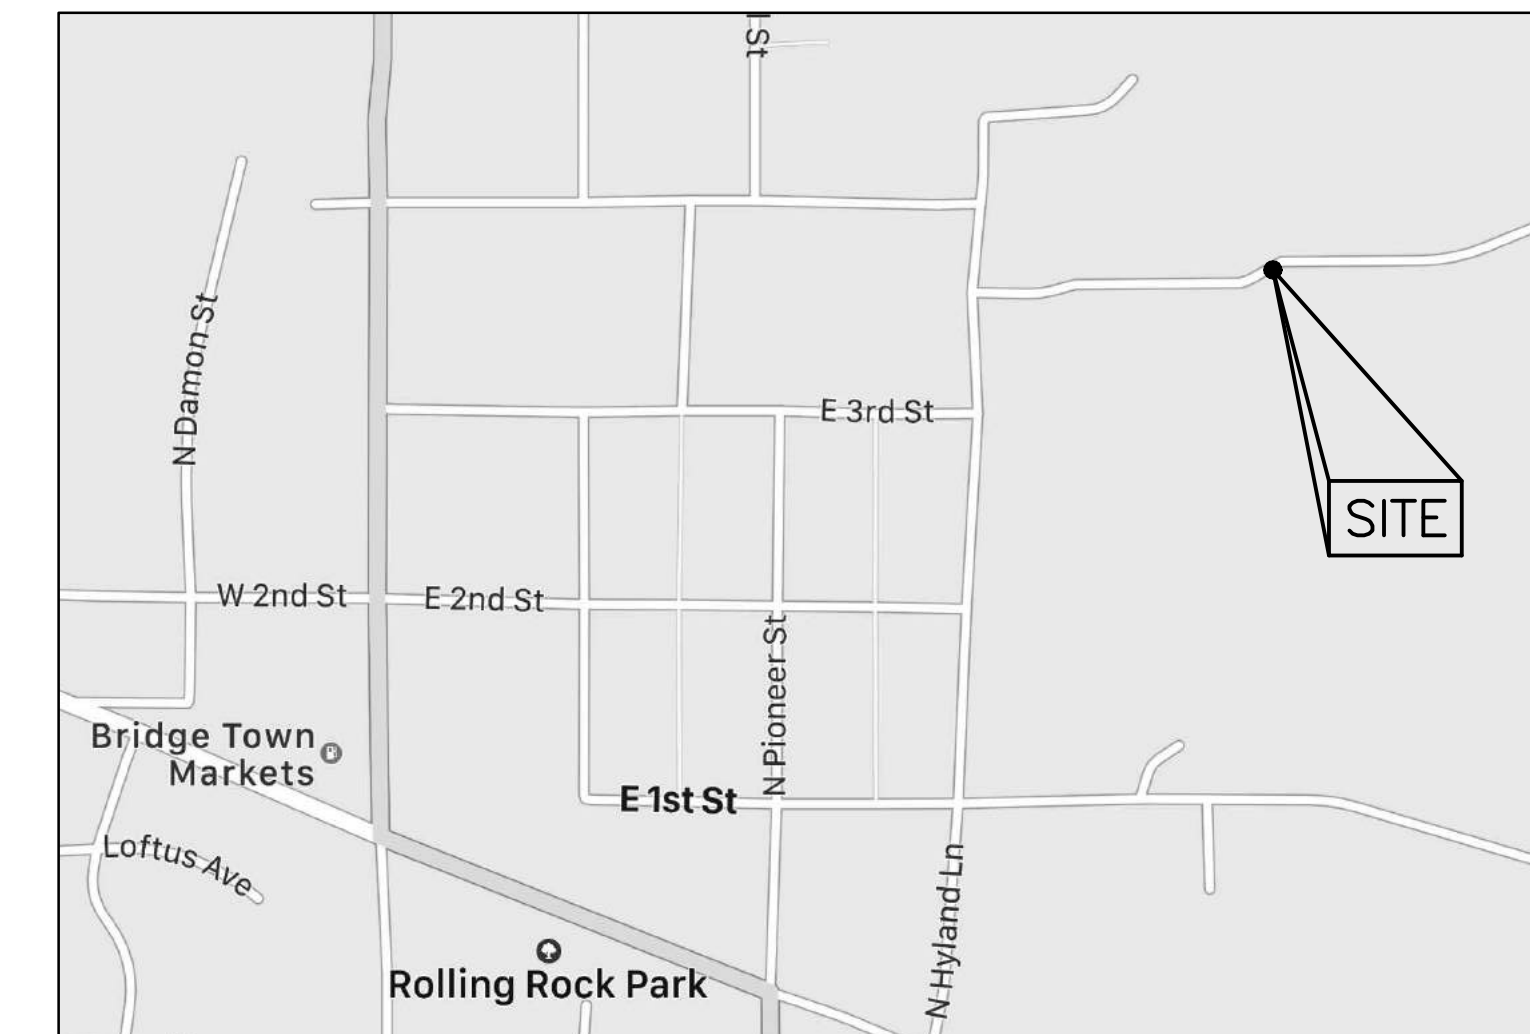 St
N Damon St
E 3rd St
SITE
W 2nd St
E 2nd St
N Pioneer St
Bridge Town
Markets
E 1st St
Loftus Ave
N Hyland Ln
Rolling Rock Park